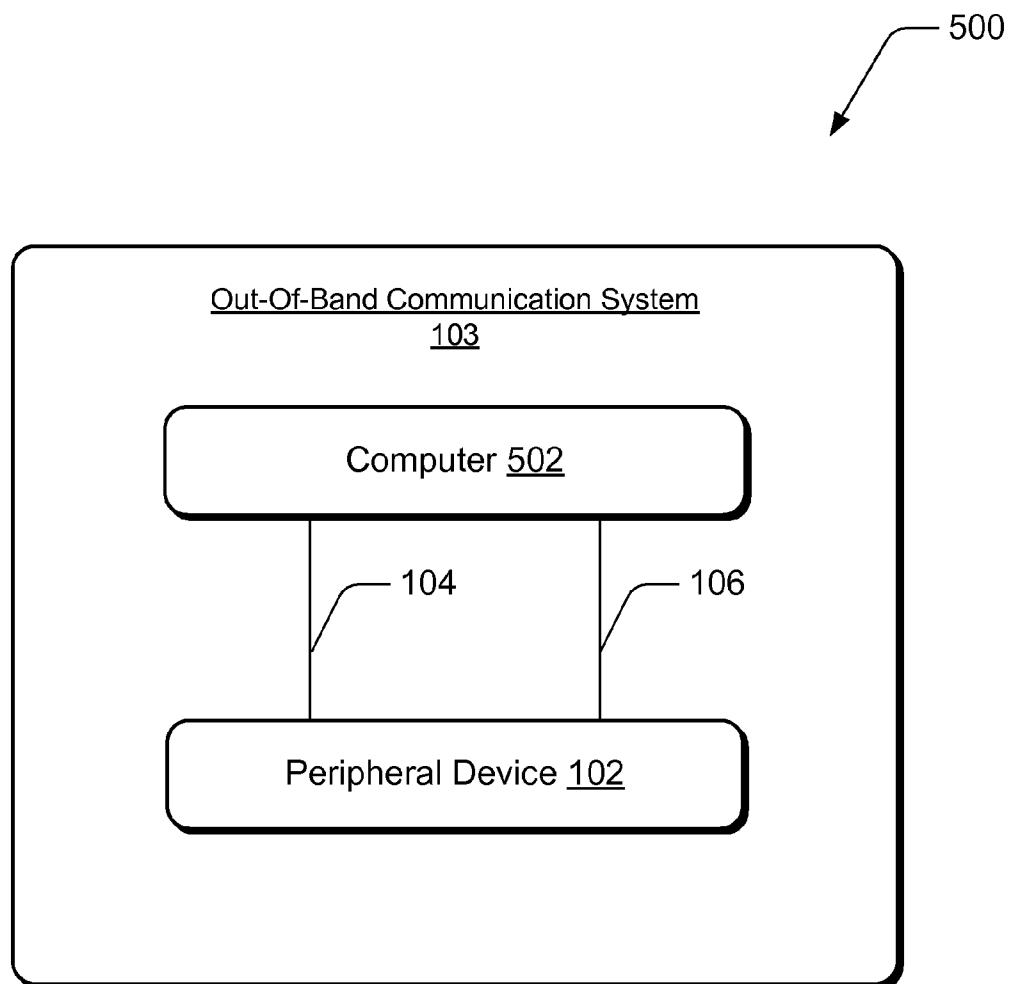 500
Out-Of-Band Communication System
103
Computer 502
104
106
Peripheral Device 102